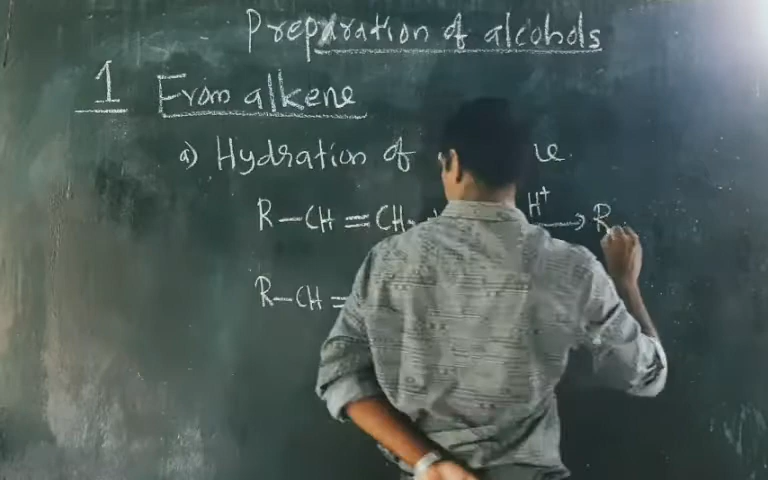 Preparation of alcohols
1 From alkene
a) Hydration of
R-CH=CH H⁺ → R
R-CH=